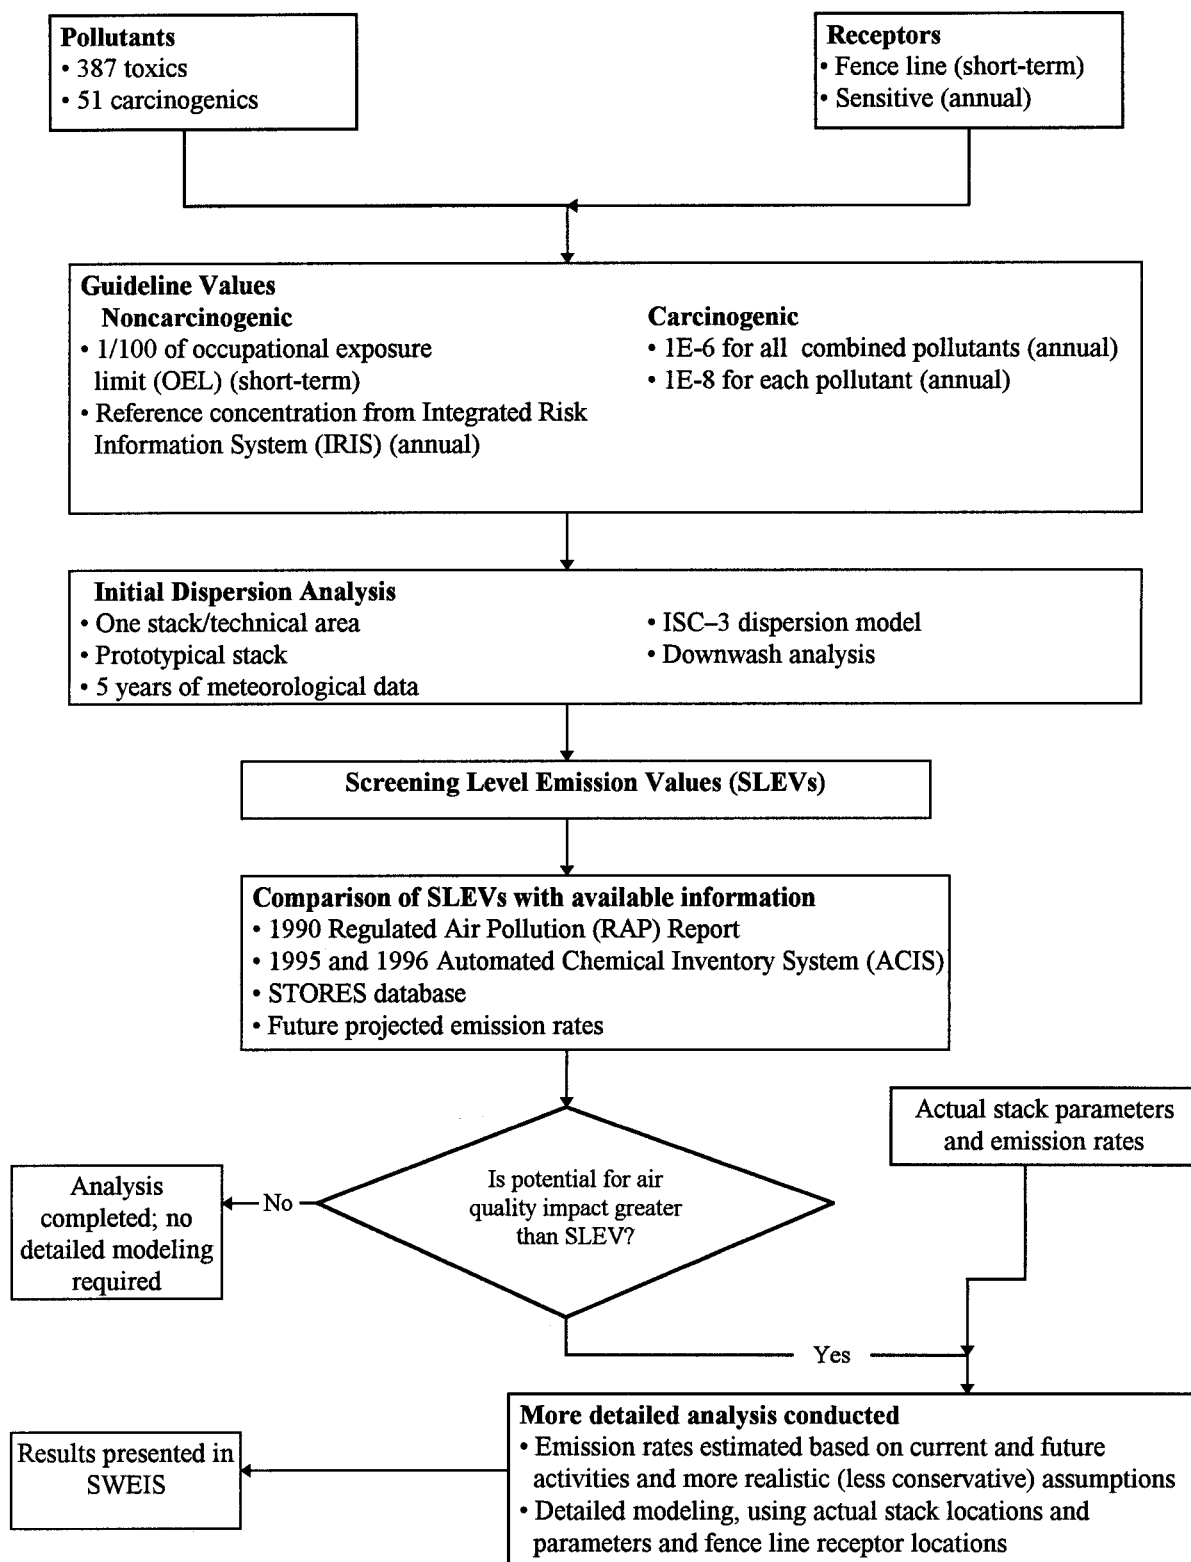 Pollutants
• 387 toxics
• 51 carcinogenics
Receptors
• Fence line (short-term)
• Sensitive (annual)
Guideline Values
Noncarcinogenic
• 1/100 of occupational exposure
limit (OEL) (short-term)
• Reference concentration from Integrated Risk
Information System (IRIS) (annual)
Carcinogenic
• 1E-6 for all combined pollutants (annual)
• 1E-8 for each pollutant (annual)
Initial Dispersion Analysis
• One stack/technical area
• Prototypical stack
• 5 years of meteorological data
• ISC–3 dispersion model
• Downwash analysis
Screening Level Emission Values (SLEVs)
Comparison of SLEVs with available information
• 1990 Regulated Air Pollution (RAP) Report
• 1995 and 1996 Automated Chemical Inventory System (ACIS)
• STORES database
• Future projected emission rates
Actual stack parameters
and emission rates
Is potential for air
quality impact greater
than SLEV?
No
Analysis
completed; no
detailed modeling
required
Yes
More detailed analysis conducted
• Emission rates estimated based on current and future
activities and more realistic (less conservative) assumptions
• Detailed modeling, using actual stack locations and
parameters and fence line receptor locations
Results presented in
SWEIS